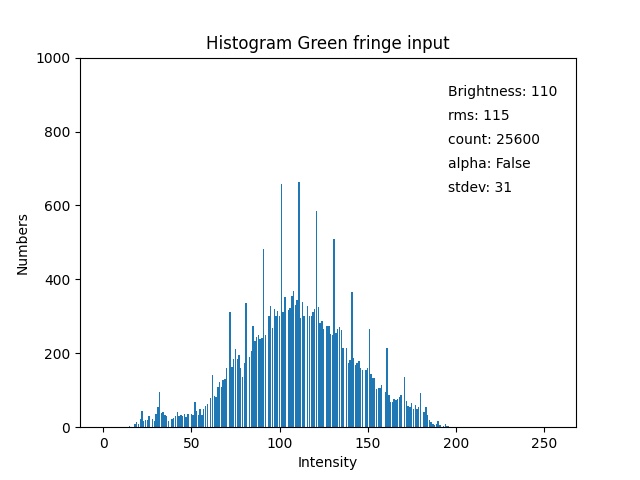 Histogram Green fringe input
1000
800
600
400
200
0
Numbers
Brightness: 110
rms: 115
count: 25600
alpha: False
stdev: 31
0 50 100 150 200 250
Intensity